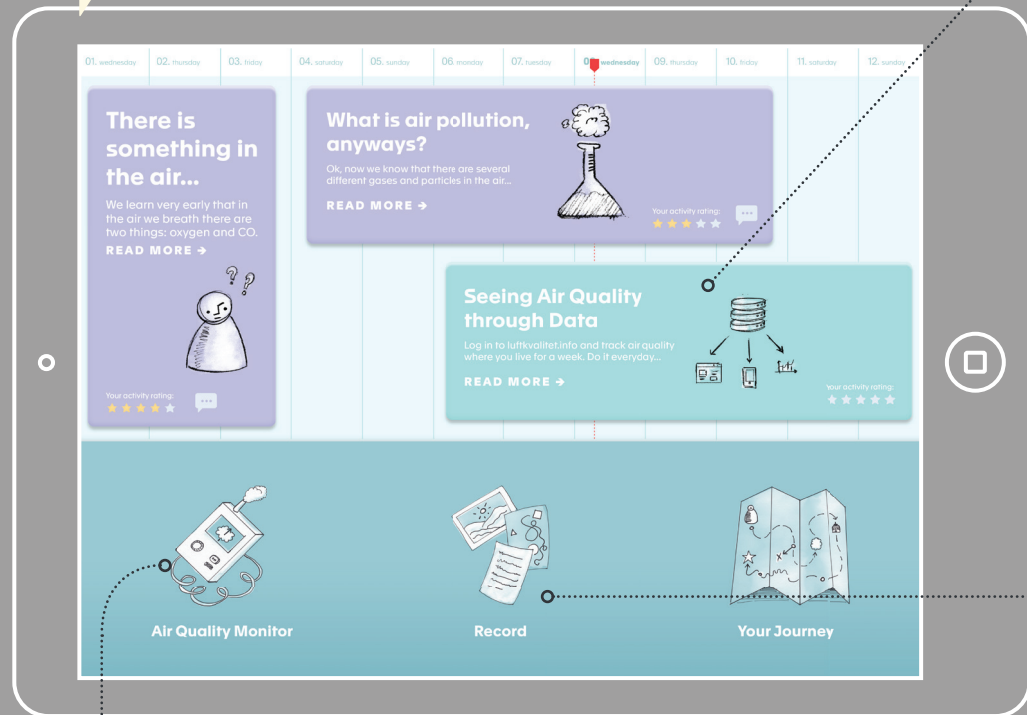 01. wednesday 02. thursday 03. friday 04. saturday 05. sunday 06. monday 07. tuesday 08. wednesday 09. thursday 10. friday 11. saturday 12. sunday
There is
something in
the air...
We learn very early that in
the air we breath there are
two things: oxygen and CO.
READ MORE →
Your activity rating:
What is air pollution,
anyways?
Ok, now we know that there are several
different gases and particles in the air...
READ MORE →
Your activity rating:
Seeing Air Quality
through Data
Log in to luftkvalitet.info and track air quality
where you live for a week. Do it everyday...
READ MORE →
Your activity rating:
Air Quality Monitor
Record
Your Journey